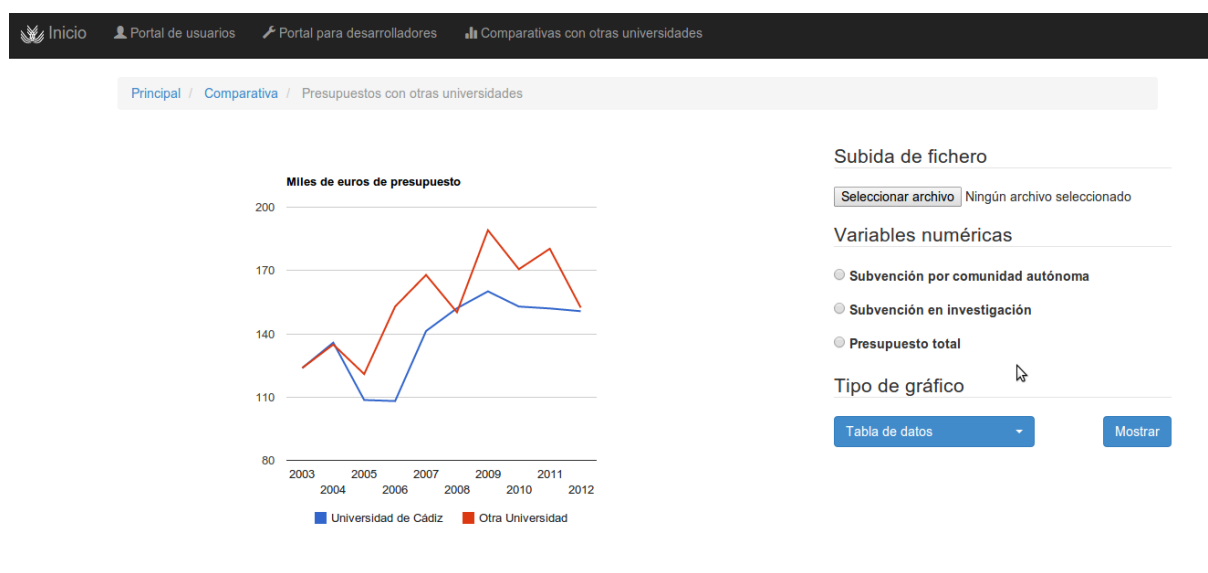 Inicio Portal de usuarios Portal para desarrolladores Comparativas con otras universidades
Principal / Comparativa / Presupuestos con otras universidades
Miles de euros de presupuesto
200
170
140
110
80
2003 2005 2007 2009 2011
2004 2006 2008 2010 2012
Universidad de Cádiz Otra Universidad
Subida de fichero
Seleccionar archivo Ningún archivo seleccionado
Variables numéricas
Subvención por comunidad autónoma
Subvención en investigación
Presupuesto total
Tipo de gráfico
Tabla de datos Mostrar